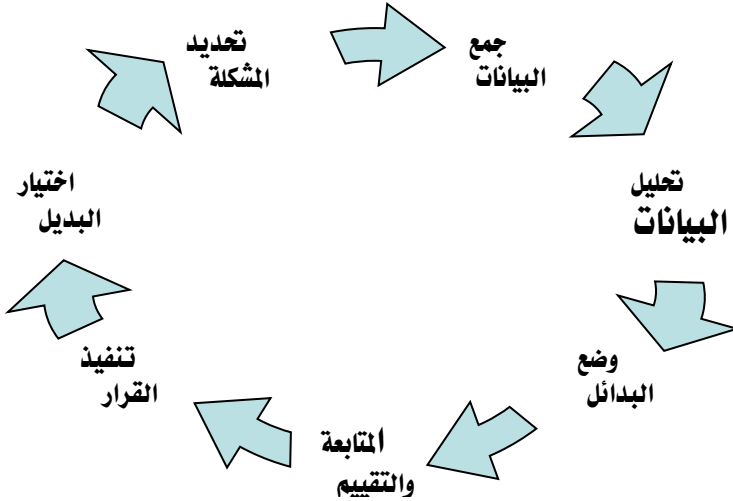 تحديد
المشكلة
جمع
البيانات
تحليل
البيانات
وضع
البدائل
المتابعة
والتقييم
تنفيذ
القرار
اختيار
البديل